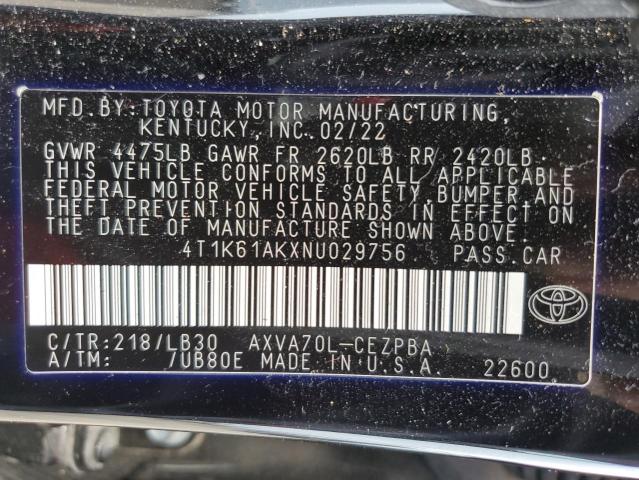 MFD.BY:TOYOTA MOTOR MANUFACTURING,
KENTUCKY,INC.02/22
GVWR 4475LB GAWR FR 2620LB RR 2420LB
THIS VEHICLE CONFORMS TO ALL APPLICABLE
FEDERAL MOTOR VEHICLE SAFETY,BUMPER,AND
THEFT PREVENTION STANDARDS IN EFFECT ON
THE DATE OF MANUFACTURE SHOWN ABOVE.
4T1K61AKXNU029756 PASS.CAR
C/TR:218/LB30 AXVA70L-CEZPBA
A/TM: /UB80E MADE IN U.S.A. 22600